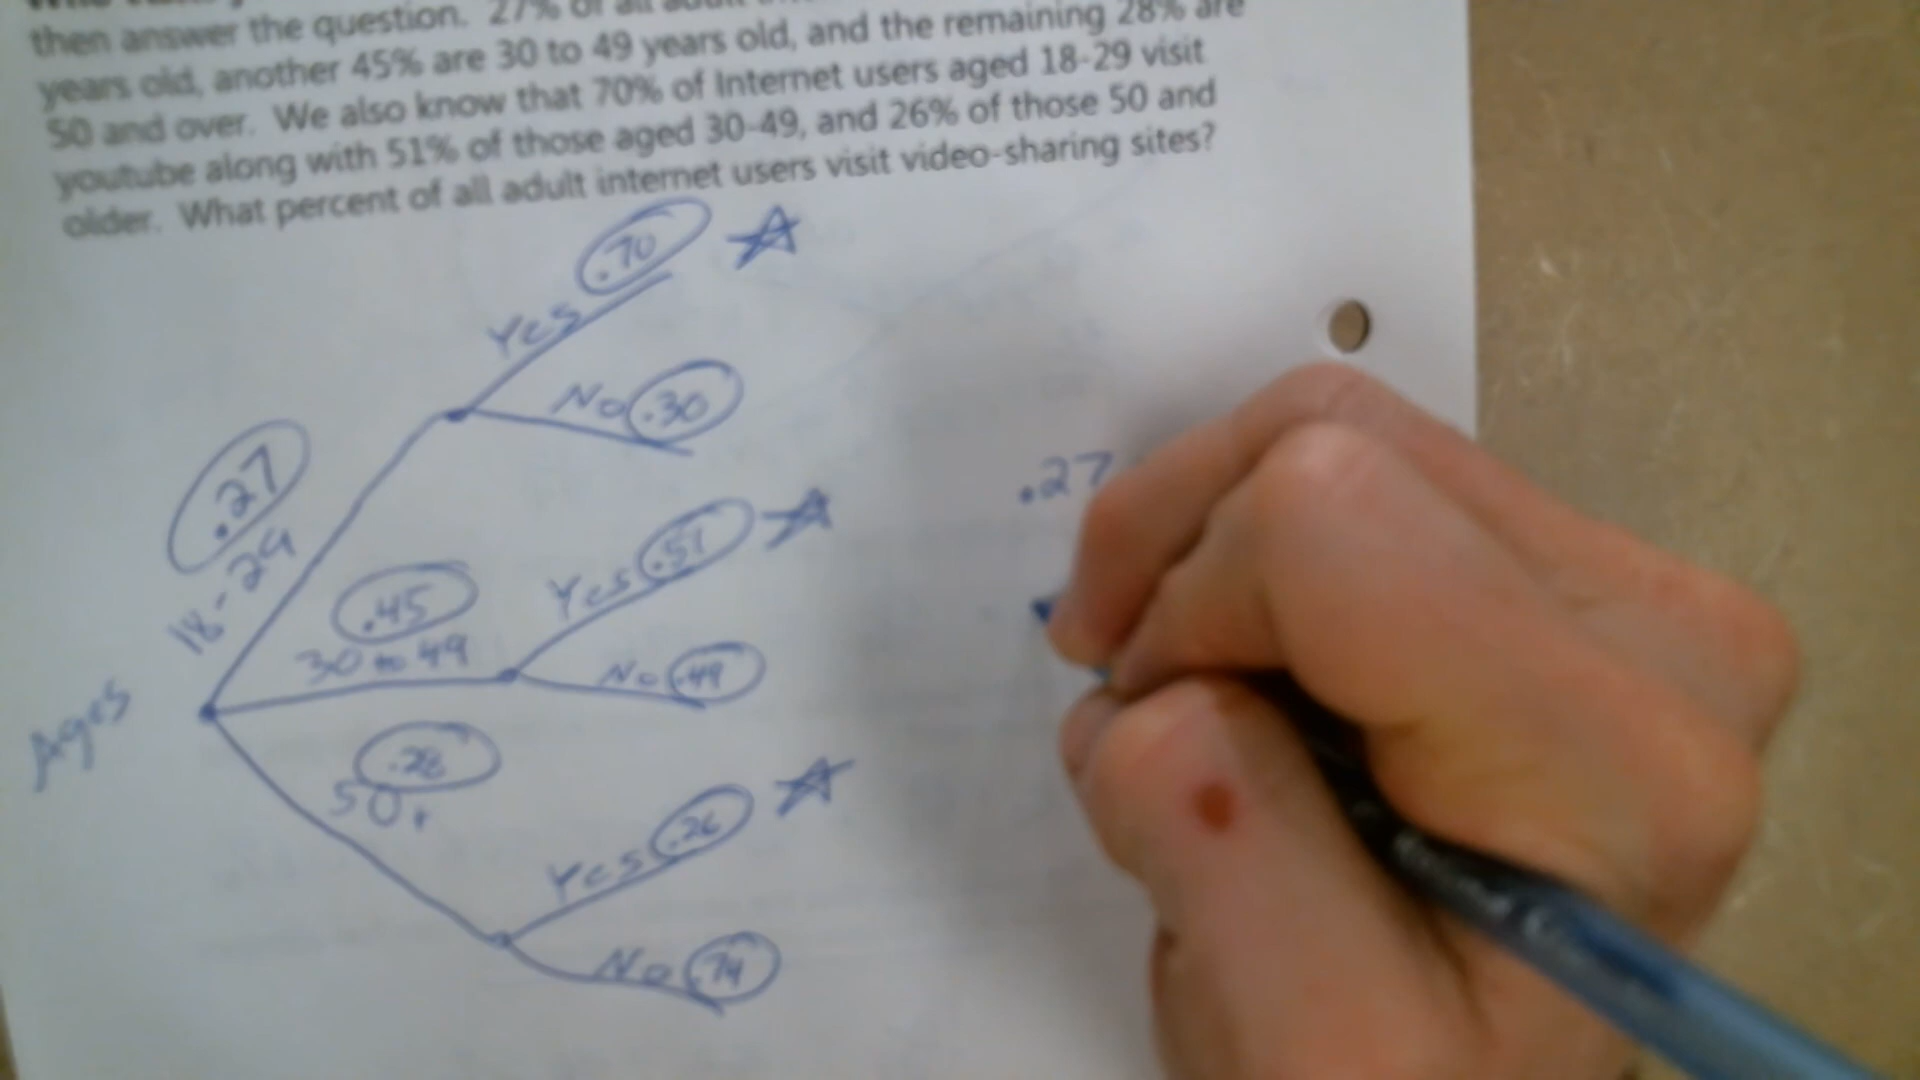 then answer the question. 27% of all adult
years old, another 45% are 30 to 49 years old, and the remaining 28% are
50 and over. We also know that 70% of Internet users aged 18-29 visit
youtube along with 51% of those aged 30-49, and 26% of those 50 and
older. What percent of all adult internet users visit video-sharing sites?
Yes .70
No .30
.27
18-29
.27
Yes .51
.45
30 to 49
No .49
Ages
.28
50+
Yes .26
No .74